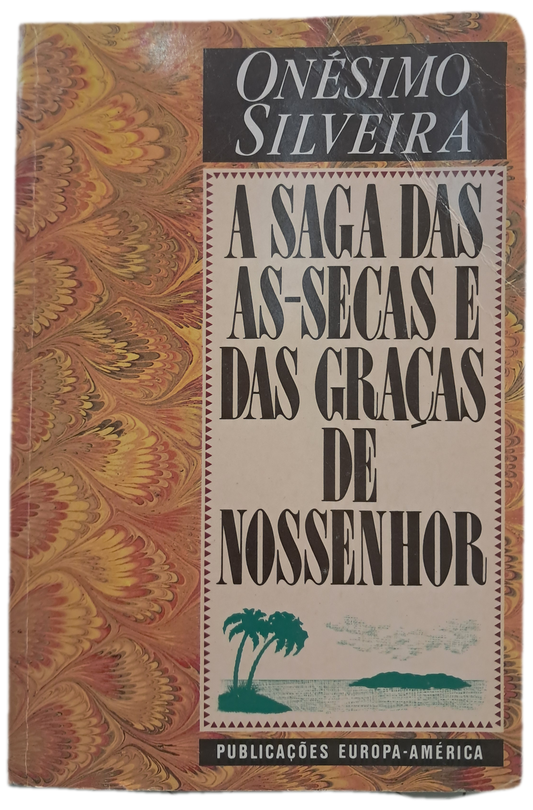 ONÉSIMO
SILVEIRA
A SAGA DAS
AS-SECAS E
DAS GRAÇAS
DE
NOSSENHOR
PUBLICAÇÕES EUROPA-AMÉRICA